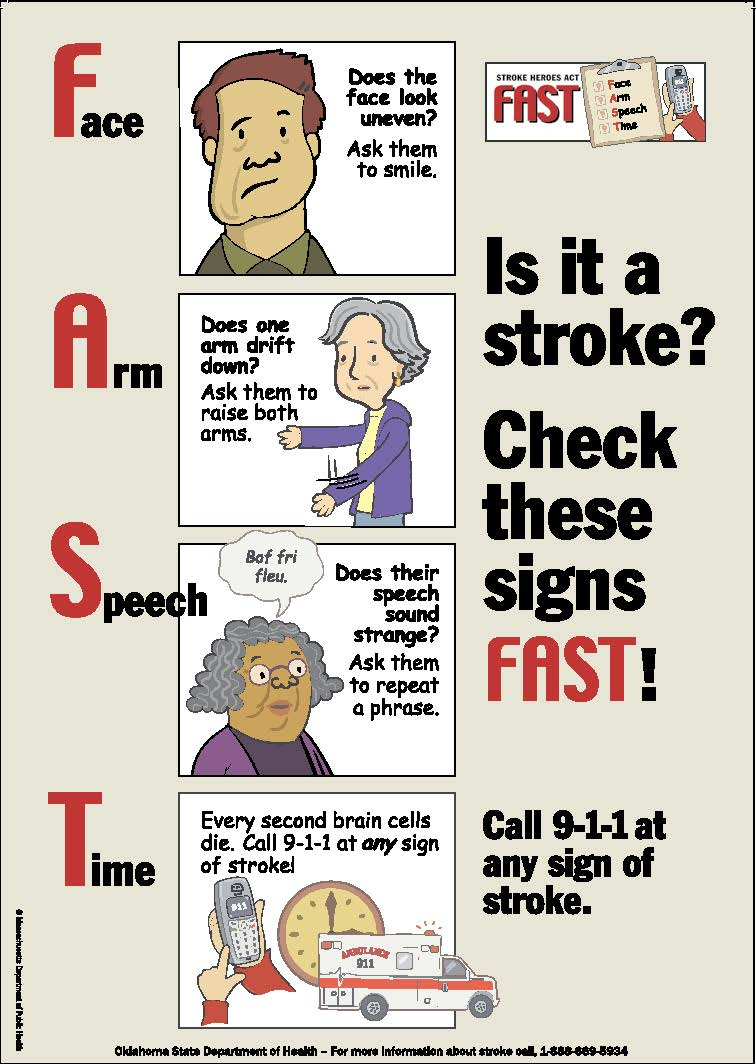 Face
Does the
face look
uneven?
Ask them
to smile.
STROKE HEROES ACT
FAST
Face
Arm
Speech
Time
Is it a
stroke?
Check
these
signs
FAST!
Arm
Does one
arm drift
down?
Ask them to
raise both
arms.
Speech
Baf fri
fleu.
Does their
speech
sound
strange?
Ask them
to repeat
a phrase.
Time
Every second brain cells
die. Call 9-1-1 at any sign
of stroke!
911
AMBULANCE
911
Call 9-1-1 at
any sign of
stroke.
© Massachusetts Department of Public Health
Oklahoma State Department of Health – For more information about stroke call, 1-888-669-5934